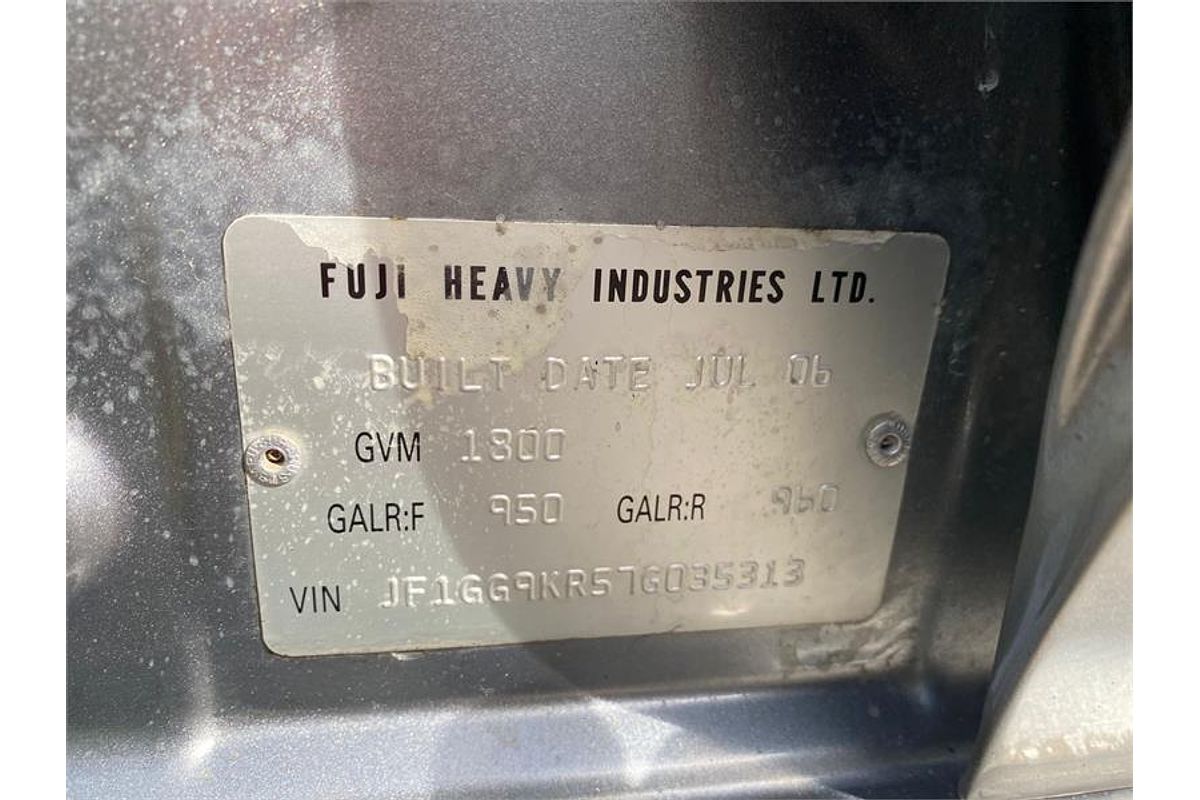 FUJI HEAVY INDUSTRIES LTD.
BUILT DATE JUL 06
GVM 1800
GALR:F 950 GALR:R 960
VIN JF1GG9KR57G035313